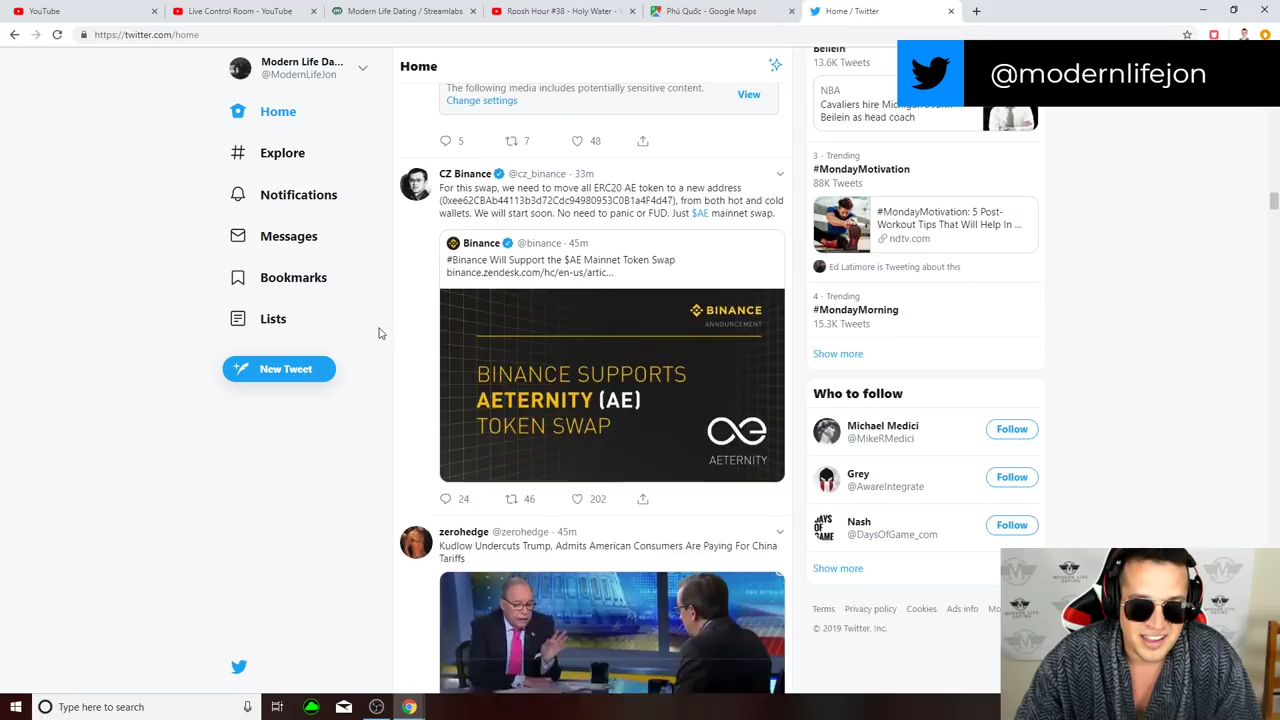 YouTube
Live Control Room - YouTube
Modern Life Dating / Streamlabs
Roosh Hour #38 - Holy Water -
Phú Quốc - Google Maps
Home / Twitter
https://twitter.com/home
@modernlifejon
Modern Life Da...
@ModernLifeJon
Home
Explore
Notifications
Messages
Bookmarks
Lists
New Tweet
Home
The following media includes potentially sensitive content.
Change settings
View
5 7 48
CZ Binance @cz_binance · 33m
For this swap, we need to move all ERC20 AE token to a new address
(0xee62CBAb44113b3d72Cdc94980953C0B1a4F4d47), from both hot and cold
wallets. We will start soon. No need to panic or FUD. Just $AE mainnet swap.
Binance @binance · 45m
#Binance Will Support the $AE Mainnet Token Swap
binance.zendesk.com/hc/en-us/artic...
BINANCE
ANNOUNCEMENT
BINANCE SUPPORTS
AETERNITY (AE)
TOKEN SWAP
AETERNITY
24 46 202
zerohedge @zerohedge · 45m
Kudlow Undercuts Trump, Admits American Consumers Are Paying For China
Tariffs
Beilein
13.6K Tweets
NBA
Cavaliers hire Michigan's
Beilein as head coach
3 · Trending
#MondayMotivation
88K Tweets
#MondayMotivation: 5 Post-
Workout Tips That Will Help In ...
ndtv.com
Ed Latimore is Tweeting about this
4 · Trending
#MondayMorning
15.3K Tweets
Show more
Who to follow
Michael Medici
@MikeRMedici
Follow
Grey
@AwareIntegrate
Follow
DAYS
OF
GAME
Nash
@DaysOfGame_com
Follow
Show more
Terms Privacy policy Cookies Ads info Mo
© 2019 Twitter, Inc.
MODERN LIFE
DATING
Type here to search